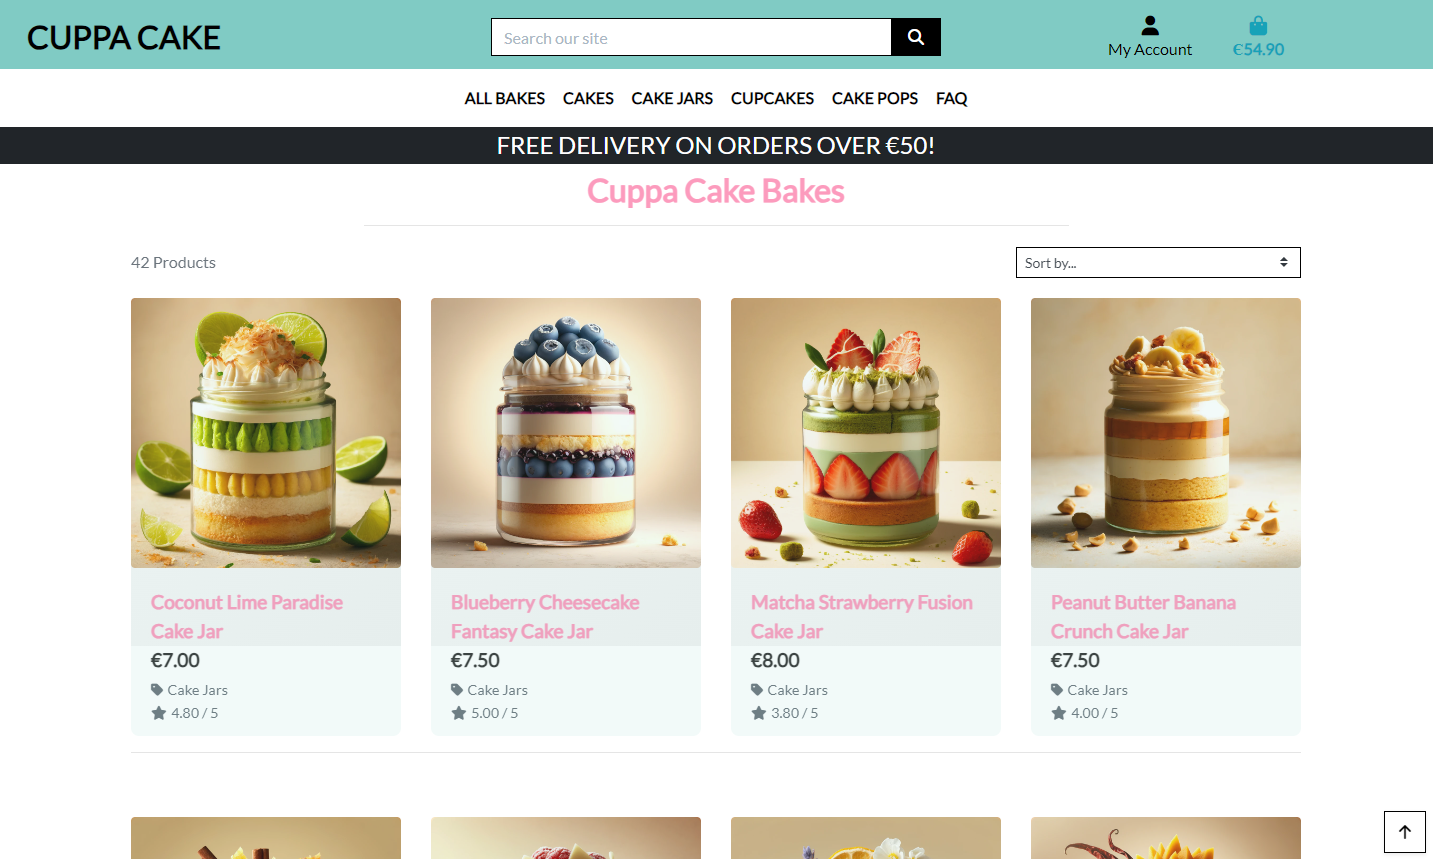 CUPPA CAKE
Search our site
My Account
€54.90
ALL BAKES CAKES CAKE JARS CUPCAKES CAKE POPS FAQ
FREE DELIVERY ON ORDERS OVER €50!
Cuppa Cake Bakes
42 Products
Sort by...
Coconut Lime Paradise
Cake Jar
€7.00
Cake Jars
4.80 / 5
Blueberry Cheesecake
Fantasy Cake Jar
€7.50
Cake Jars
5.00 / 5
Matcha Strawberry Fusion
Cake Jar
€8.00
Cake Jars
3.80 / 5
Peanut Butter Banana
Crunch Cake Jar
€7.50
Cake Jars
4.00 / 5